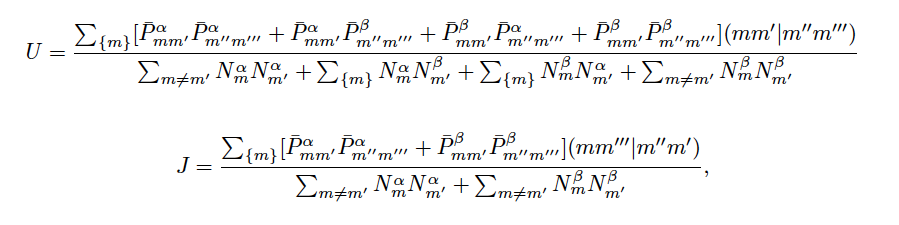 U = \frac{\sum_{\{m\}}[\bar{P}^{\alpha}_{mm'}\bar{P}^{\alpha}_{m''m'''} + \bar{P}^{\alpha}_{mm'}\bar{P}^{\beta}_{m''m'''} + \bar{P}^{\beta}_{mm'}\bar{P}^{\alpha}_{m''m'''} + \bar{P}^{\beta}_{mm'}\bar{P}^{\beta}_{m''m'''}](mm'|m''m''')}{\sum_{m\neq m'} N^{\alpha}_{m}N^{\alpha}_{m'} + \sum_{\{m\}} N^{\alpha}_{m}N^{\beta}_{m'} + \sum_{\{m\}} N^{\beta}_{m}N^{\alpha}_{m'} + \sum_{m\neq m'} N^{\beta}_{m}N^{\beta}_{m'}}
J = \frac{\sum_{\{m\}}[\bar{P}^{\alpha}_{mm'}\bar{P}^{\alpha}_{m''m'''} + \bar{P}^{\beta}_{mm'}\bar{P}^{\beta}_{m''m'''}](mm'''|m''m')}{\sum_{m\neq m'} N^{\alpha}_{m}N^{\alpha}_{m'} + \sum_{m\neq m'} N^{\beta}_{m}N^{\beta}_{m'}},